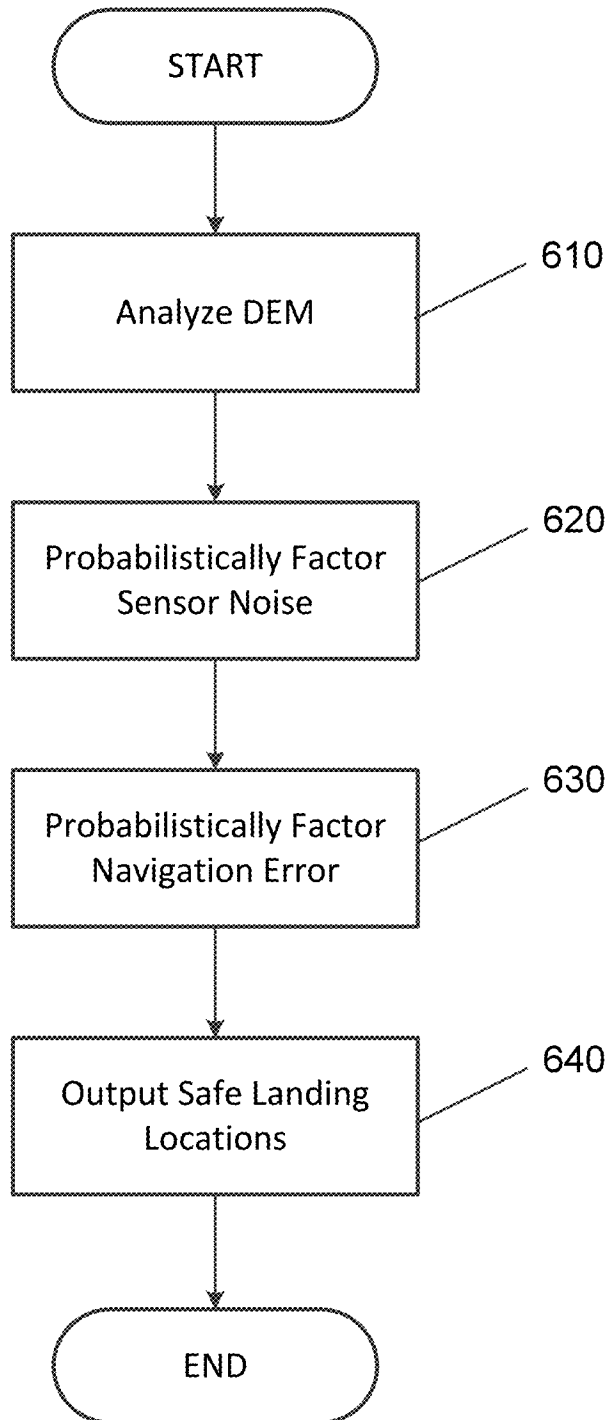 START
Analyze DEM
610
Probabilistically Factor
Sensor Noise
620
Probabilistically Factor
Navigation Error
630
Output Safe Landing
Locations
640
END